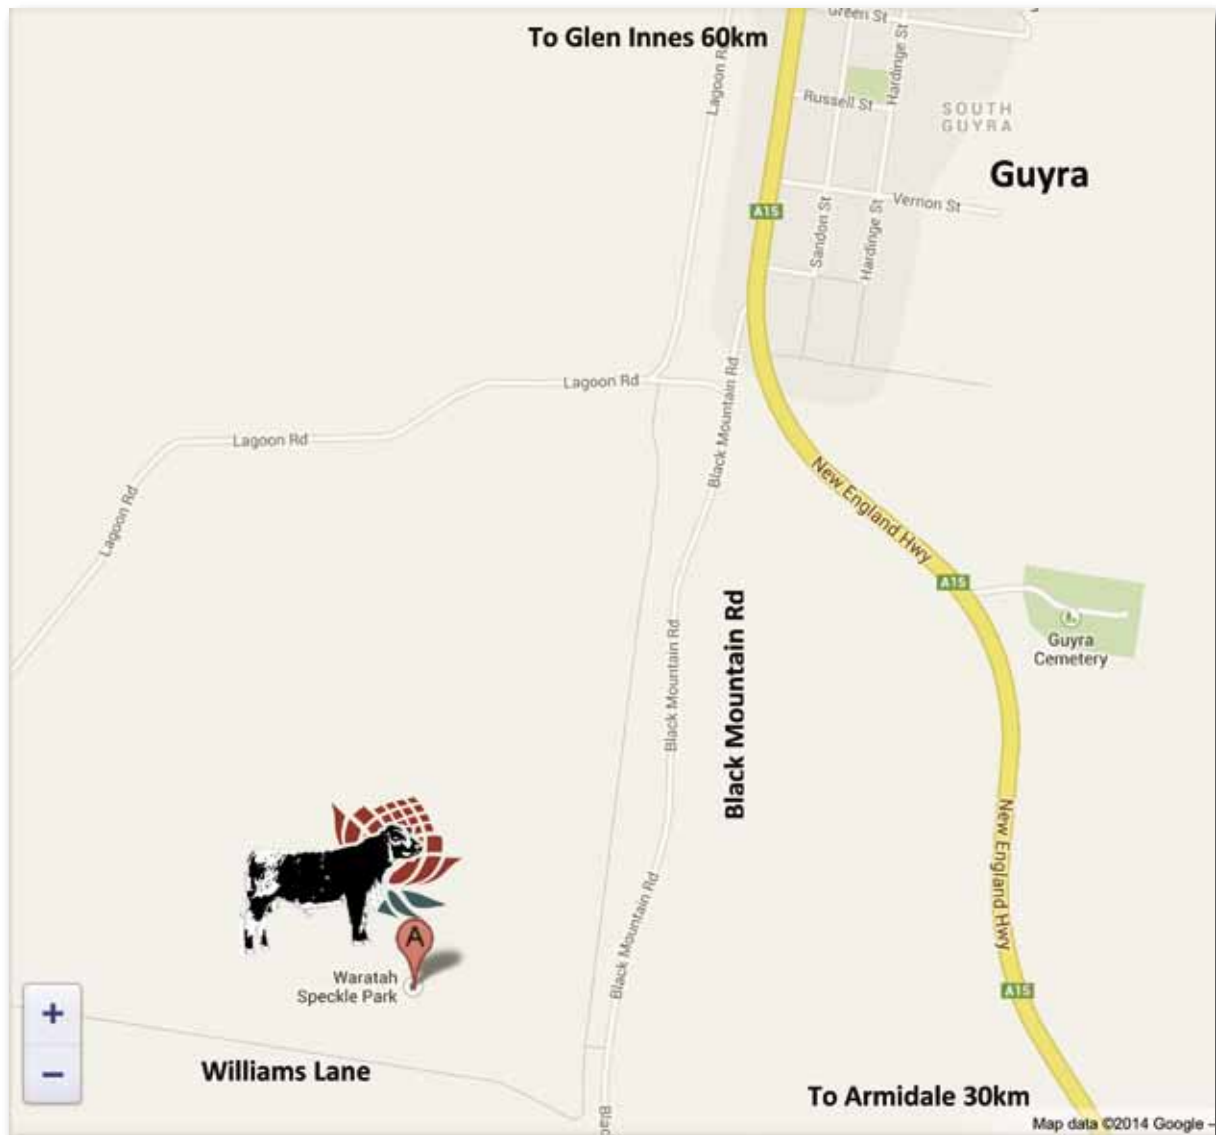 To Glen Innes 60km
Green St
Hardinge St
Lagoon Rd
Russell St
SOUTH
GUYRA
Guyra
Vernon St
A15
Sandon St
Hardinge St
Lagoon Rd
Black Mountain Rd
Lagoon Rd
Lagoon Rd
New England Hwy
A15
Guyra
Cemetery
Black Mountain Rd
Black Mountain Rd
New England Hwy
Black Mountain Rd
A
Waratah
Speckle Park
A15
+
−
Williams Lane
To Armidale 30km
Blac
Map data ©2014 Google –